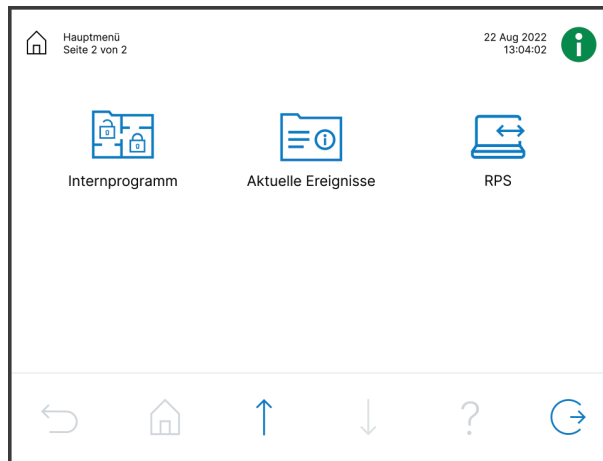 Hauptmenü
Seite 2 von 2
22 Aug 2022
13:04:02
Internprogramm
Aktuelle Ereignisse
RPS
?